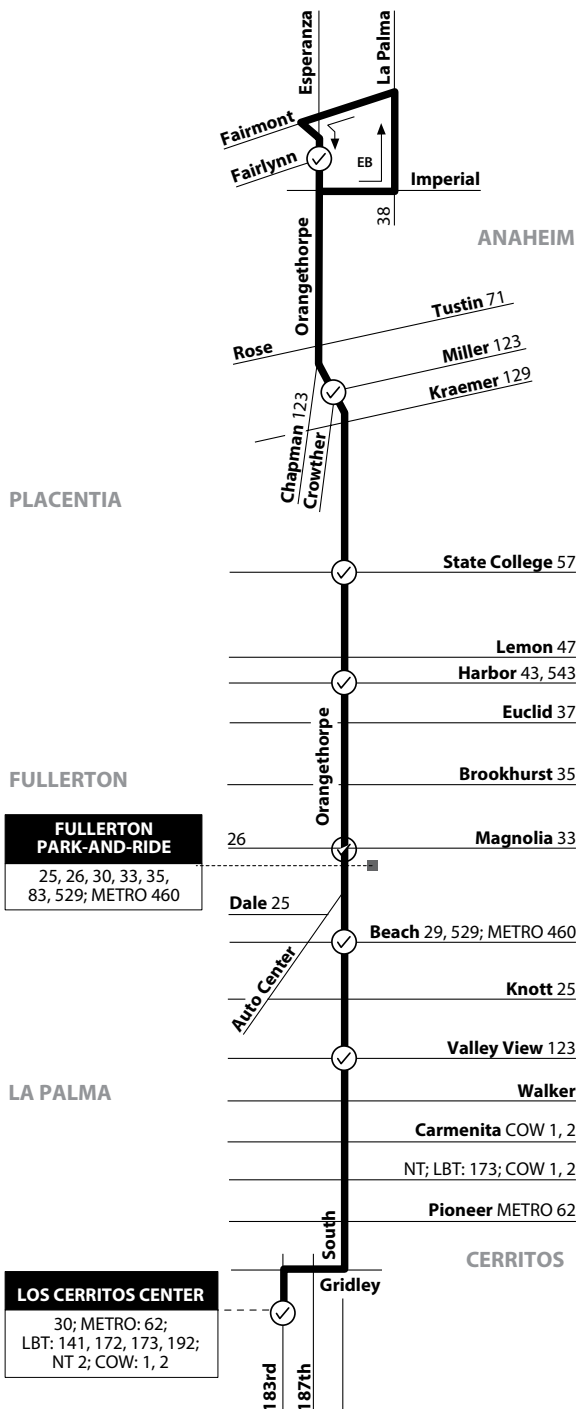 Esperanza
La Palma
Fairmont
Fairlynn
EB
Imperial
38
ANAHEIM
Orangethorpe
Tustin 71
Rose
Miller 123
Kraemer 129
Chapman 123
Crowther
PLACENTIA
State College 57
Lemon 47
Harbor 43, 543
Euclid 37
Orangethorpe
FULLERTON
Brookhurst 35
FULLERTON
PARK-AND-RIDE
25, 26, 30, 33, 35,
83, 529; METRO 460
26
Magnolia 33
Dale 25
Beach 29, 529; METRO 460
Auto Center
Knott 25
Valley View 123
LA PALMA
Walker
Carmenita COW 1, 2
NT; LBT: 173; COW 1, 2
Pioneer METRO 62
South
CERRITOS
Gridley
LOS CERRITOS CENTER
30; METRO: 62;
LBT: 141, 172, 173, 192;
NT 2; COW: 1, 2
183rd
187th